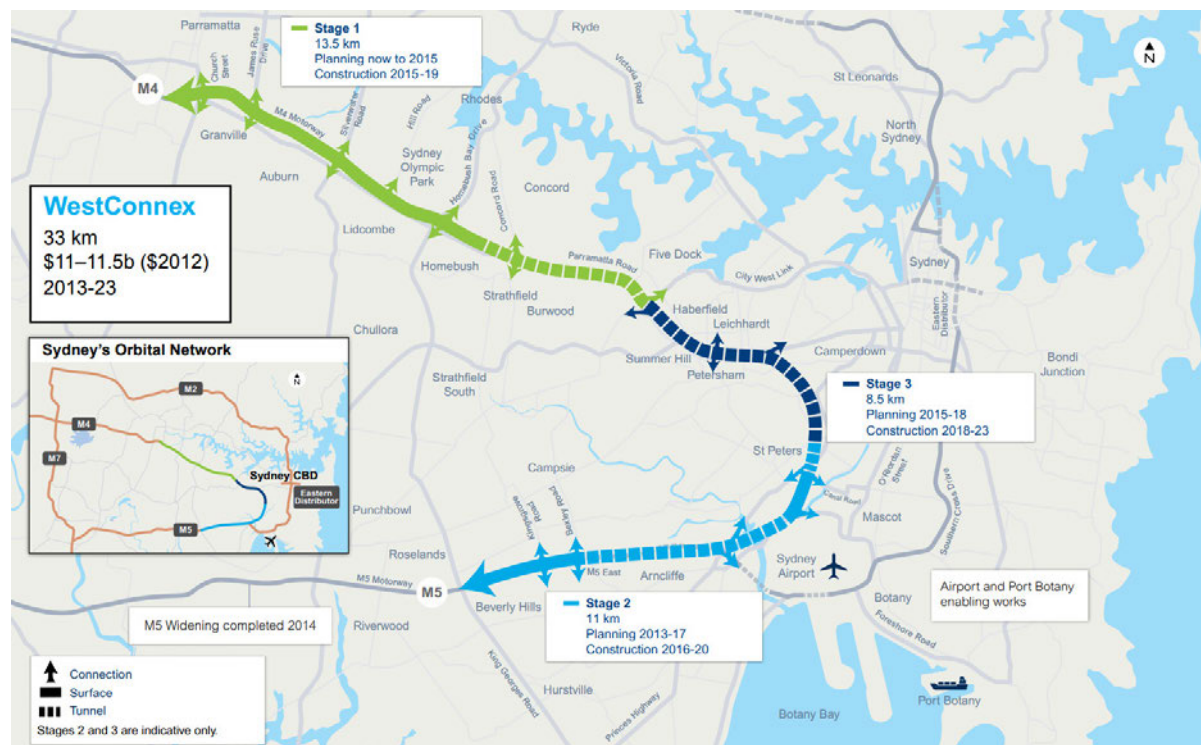 Parramatta
Church
Street
James Ruse
Drive
Stage 1
13.5 km
Planning now to 2015
Construction 2015-19
Ryde
Victoria Road
St Leonards
N
M4
Granville
M4 Motorway
Silverwater
Road
Hill Road
Rhodes
Homebush Bay Drive
North
Sydney
Auburn
Sydney
Olympic
Park
Concord Road
Concord
WestConnex
33 km
$11–11.5b ($2012)
2013-23
Lidcombe
Homebush
Parramatta Road
Five Dock
City West Link
Sydney
Strathfield
Burwood
Haberfield
Leichhardt
Eastern
Distributor
Chullora
Summer Hill
Petersham
Camperdown
Bondi
Junction
Strathfield
South
Sydney's Orbital Network
N
M2
M4
M7
Sydney CBD
Eastern
Distributor
M5
Stage 3
8.5 km
Planning 2015-18
Construction 2018-23
St Peters
Campsie
Kingsgrove
Road
Bexley Road
Canal Road
O'Riordan
Street
Southern Cross Drive
Punchbowl
Mascot
Roselands
M5 Motorway
M5
M5 East
Arncliffe
Sydney
Airport
Beverly Hills
Botany
Airport and Port Botany
enabling works
Foreshore Road
M5 Widening completed 2014
Riverwood
Stage 2
11 km
Planning 2013-17
Construction 2016-20
King Georges Road
Hurstville
Princes Highway
Botany Bay
Port Botany
Connection
Surface
Tunnel
Stages 2 and 3 are indicative only.